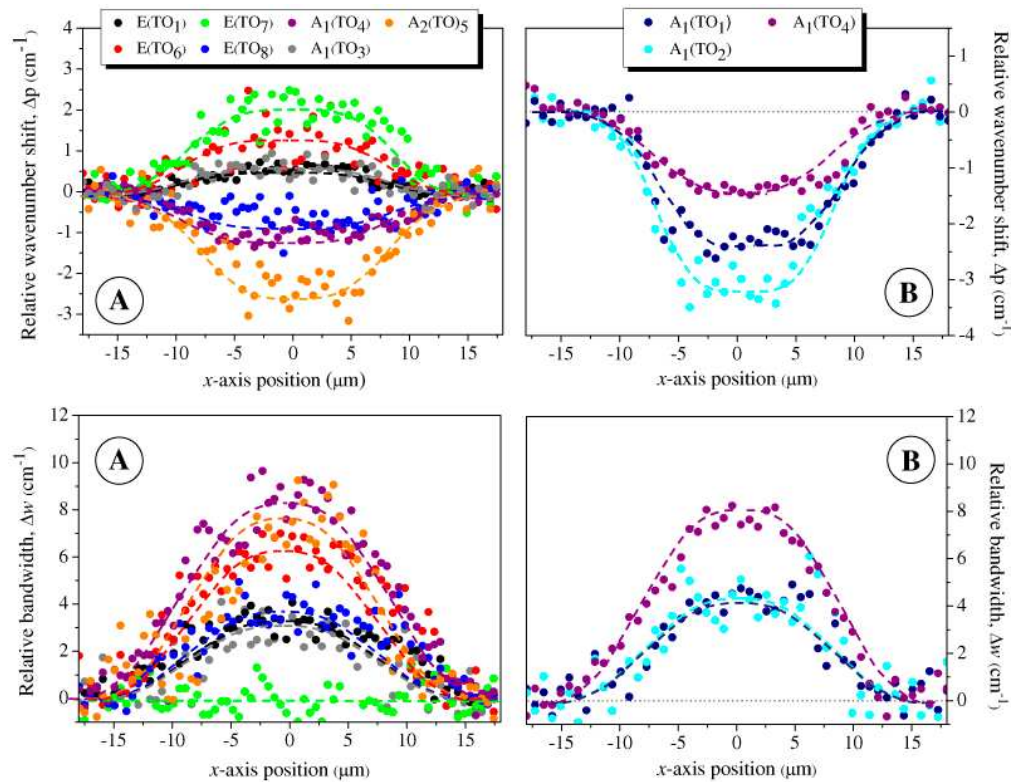 E(TO1) E(TO7) A1(TO4) A2(TO)5
E(TO6) E(TO8) A1(TO3)
Relative wavenumber shift, Δp (cm-1)
4
3
2
1
0
-1
-2
-3
A
-15 -10 -5 0 5 10 15
x-axis position (μm)
A1(TO1) A1(TO4)
A1(TO2)
1
0
-1
-2
-3
-4
Relative wavenumber shift, Δp (cm-1)
B
-15 -10 -5 0 5 10 15
x-axis position (μm)
Relative bandwidth, Δw (cm-1)
12
10
8
6
4
2
0
A
-15 -10 -5 0 5 10 15
x-axis position (μm)
B
12
10
8
6
4
2
0
Relative bandwidth, Δw (cm-1)
-15 -10 -5 0 5 10 15
x-axis position (μm)